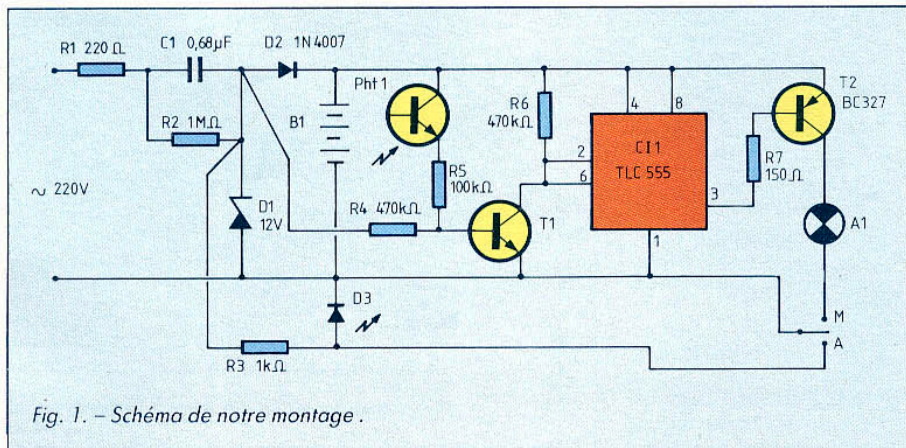 R1 220 Ω
C1 0,68µF
D2 1N4007
Pht 1
R6
470kΩ
T2
BC327
R2 1MΩ
B1
4
8
2
6
CI1
TLC 555
R7
150Ω
~ 220V
R5
100kΩ
3
D1
12V
R4 470kΩ
T1
1
A1
D3
M
A
R3 1kΩ
Fig. 1. – Schéma de notre montage .